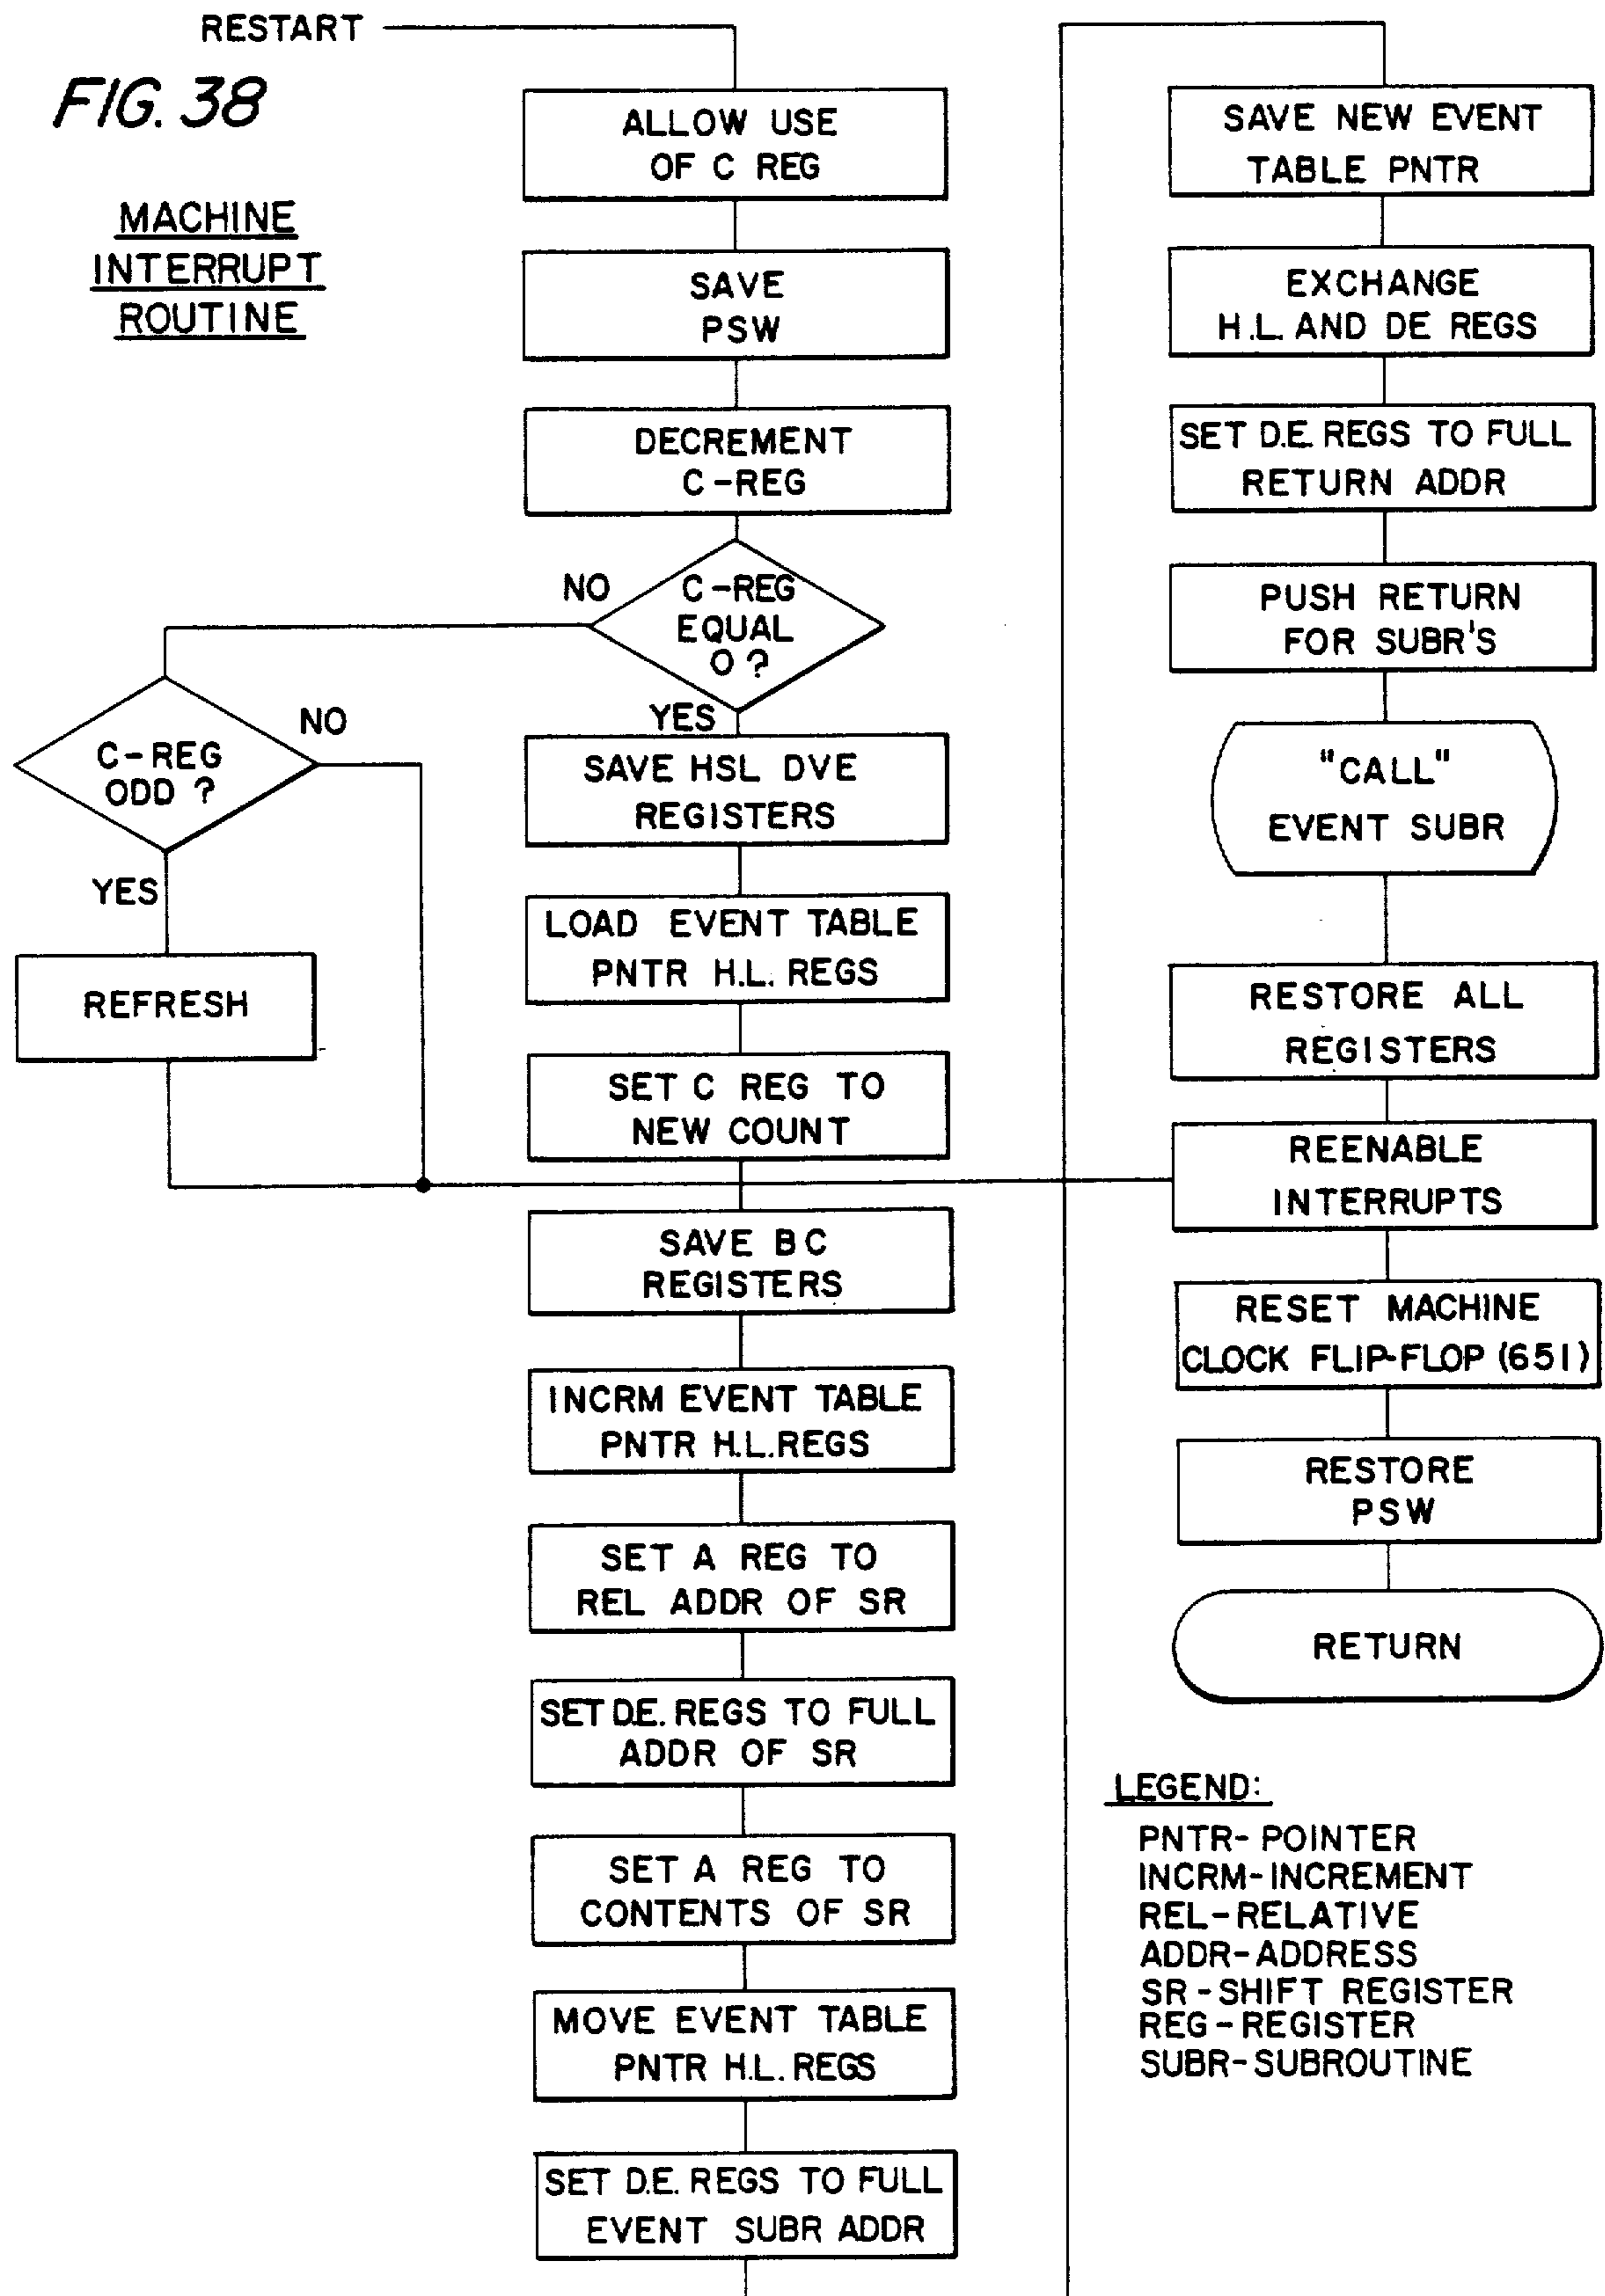 RESTART
FIG. 38
MACHINE
INTERRUPT
ROUTINE
ALLOW USE
OF C REG
SAVE
PSW
DECREMENT
C-REG
C-REG
EQUAL
0 ?
NO
YES
C-REG
ODD ?
NO
YES
REFRESH
SAVE HSL DVE
REGISTERS
LOAD EVENT TABLE
PNTR H.L. REGS
SET C REG TO
NEW COUNT
SAVE BC
REGISTERS
INCRM EVENT TABLE
PNTR H.L. REGS
SET A REG TO
REL ADDR OF SR
SET D.E. REGS TO FULL
ADDR OF SR
SET A REG TO
CONTENTS OF SR
MOVE EVENT TABLE
PNTR H.L. REGS
SET D.E. REGS TO FULL
EVENT SUBR ADDR
SAVE NEW EVENT
TABLE PNTR
EXCHANGE
H.L. AND DE REGS
SET D.E. REGS TO FULL
RETURN ADDR
PUSH RETURN
FOR SUBR'S
"CALL"
EVENT SUBR
RESTORE ALL
REGISTERS
REENABLE
INTERRUPTS
RESET MACHINE
CLOCK FLIP-FLOP (651)
RESTORE
PSW
RETURN
LEGEND:
PNTR-POINTER
INCRM-INCREMENT
REL-RELATIVE
ADDR-ADDRESS
SR-SHIFT REGISTER
REG-REGISTER
SUBR-SUBROUTINE